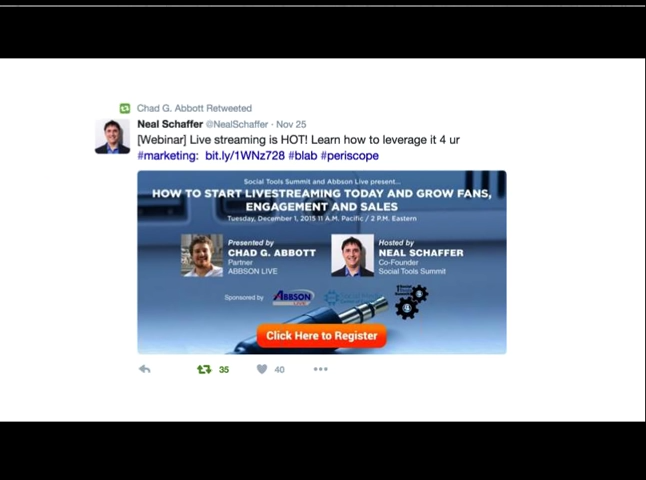 Chad G. Abbott Retweeted
Neal Schaffer @NealSchaffer · Nov 25
[Webinar] Live streaming is HOT! Learn how to leverage it 4 ur
#marketing: bit.ly/1WNz728 #blab #periscope
Social Tools Summit and Abbson Live present...
HOW TO START LIVESTREAMING TODAY AND GROW FANS,
ENGAGEMENT AND SALES
Tuesday, December 1, 2015 11 A.M. Pacific / 2 P.M. Eastern
Presented by
CHAD G. ABBOTT
Partner
ABBSON LIVE
Hosted by
NEAL SCHAFFER
Co-Founder
Social Tools Summit
Sponsored by
ABBSON
LIVE
Click Here to Register
35
40